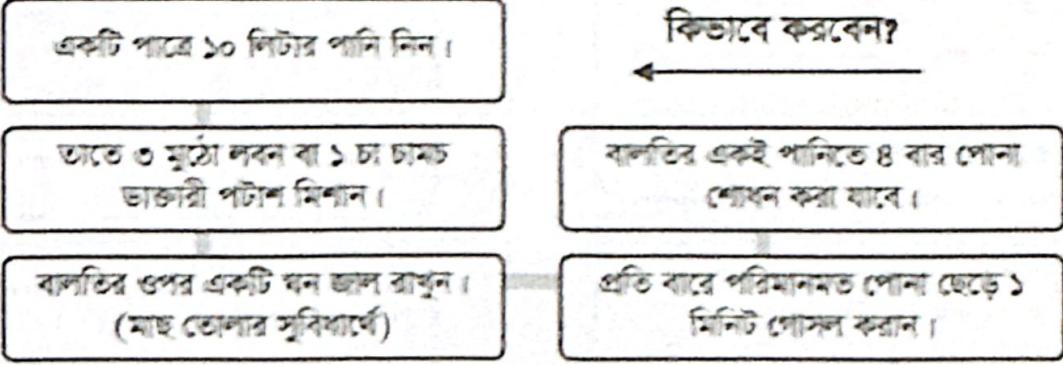 কিভাবে করবেন?
একটি পাত্রে ১০ লিটার পানি নিন।
তাতে ৩ মুঠো লবন বা ১ চা চামচ
ডাক্তারী পটাশ মিশান।
বালতির ওপর একটি ঘন জাল রাখুন।
(মাছ তোলার সুবিধার্থে)
প্রতি বারে পরিমানমত পোনা ছেড়ে ১
মিনিট গোসল করান।
বালতির একই পানিতে ৪ বার পোনা
শোধন করা যাবে।